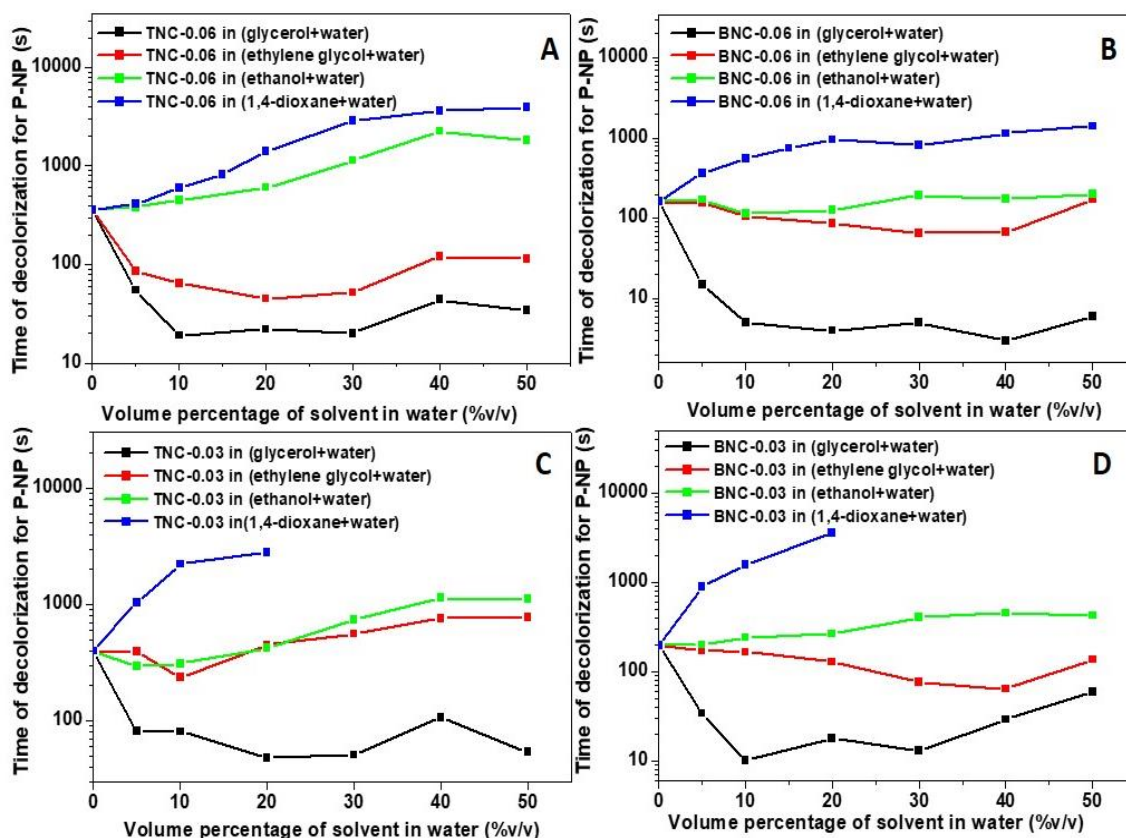 TNC-0.06 in (glycerol+water)
TNC-0.06 in (ethylene glycol+water)
TNC-0.06 in (ethanol+water)
TNC-0.06 in (1,4-dioxane+water)
A
Time of decolorization for P-NP (s)
10000
1000
100
10
0 10 20 30 40 50
Volume percentage of solvent in water (%v/v)
BNC-0.06 in (glycerol+water)
BNC-0.06 in (ethylene glycol+water)
BNC-0.06 in (ethanol+water)
BNC-0.06 in (1,4-dioxane+water)
B
Time of decolorization for P-NP (s)
10000
1000
100
10
0 10 20 30 40 50
Volume percentage of solvent in water (%v/v)
TNC-0.03 in (glycerol+water)
TNC-0.03 in (ethylene glycol+water)
TNC-0.03 in (ethanol+water)
TNC-0.03 in(1,4-dioxane+water)
C
Time of decolorization for P-NP (s)
10000
1000
100
0 10 20 30 40 50
Volume percentage of solvent in water (%v/v)
BNC-0.03 in (glycerol+water)
BNC-0.03 in (ethylene glycol+water)
BNC-0.03 in (ethanol+water)
BNC-0.03 in (1,4-dioxane+water)
D
Time of decolorization for P-NP (s)
10000
1000
100
10
0 10 20 30 40 50
Volume percentage of solvent in water (%v/v)